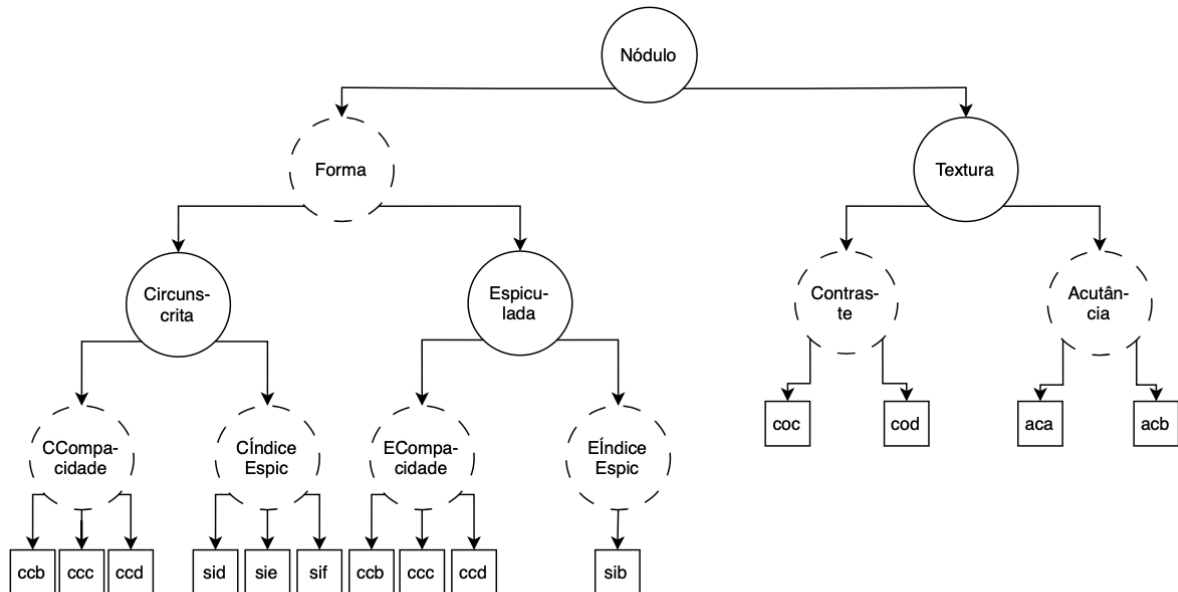 Nódulo
Forma
Textura
Circuns-
crita
Espicu-
lada
Contras-
te
Acutân-
cia
CCompa-
cidade
CÍndice
Espic
ECompa-
cidade
EÍndice
Espic
coc
cod
aca
acb
ccb
ccc
ccd
sid
sie
sif
ccb
ccc
ccd
sib